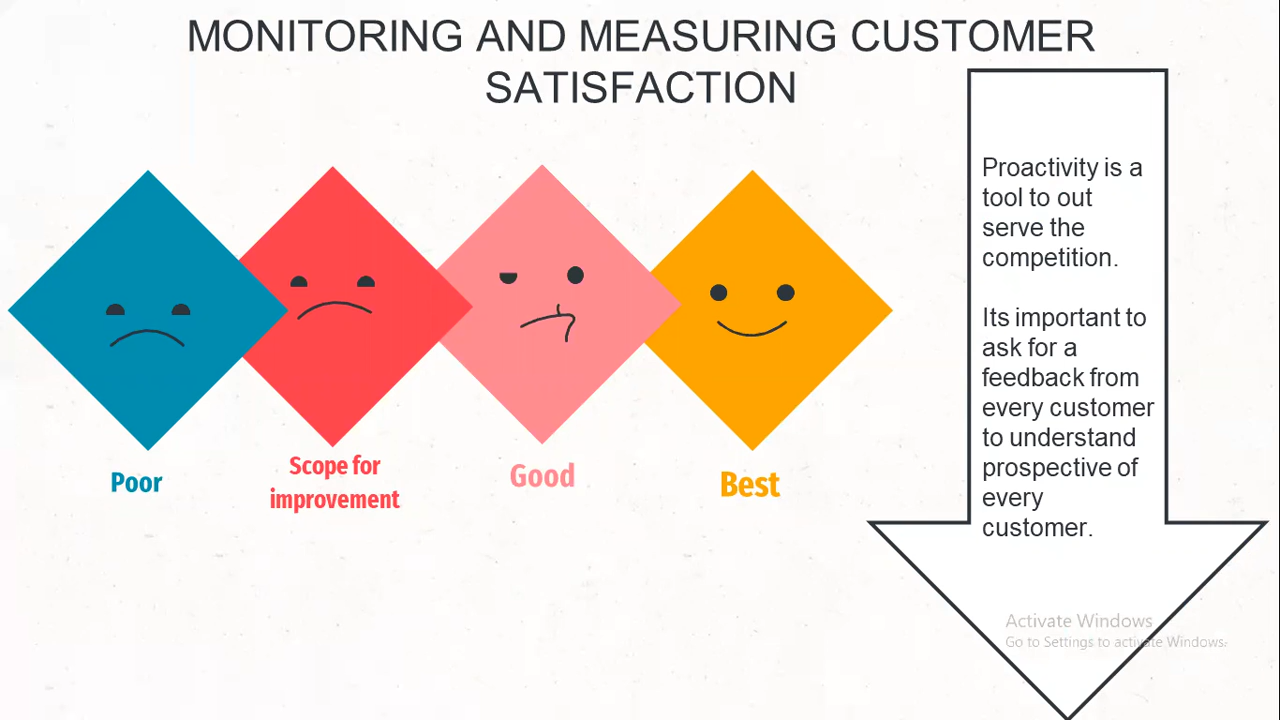 MONITORING AND MEASURING CUSTOMER
SATISFACTION
Poor
Scope for
improvement
Good
Best
Proactivity is a
tool to out
serve the
competition.
Its important to
ask for a
feedback from
every customer
to understand
prospective of
every
customer.
Activate Windows
Go to Settings to activate Windows.